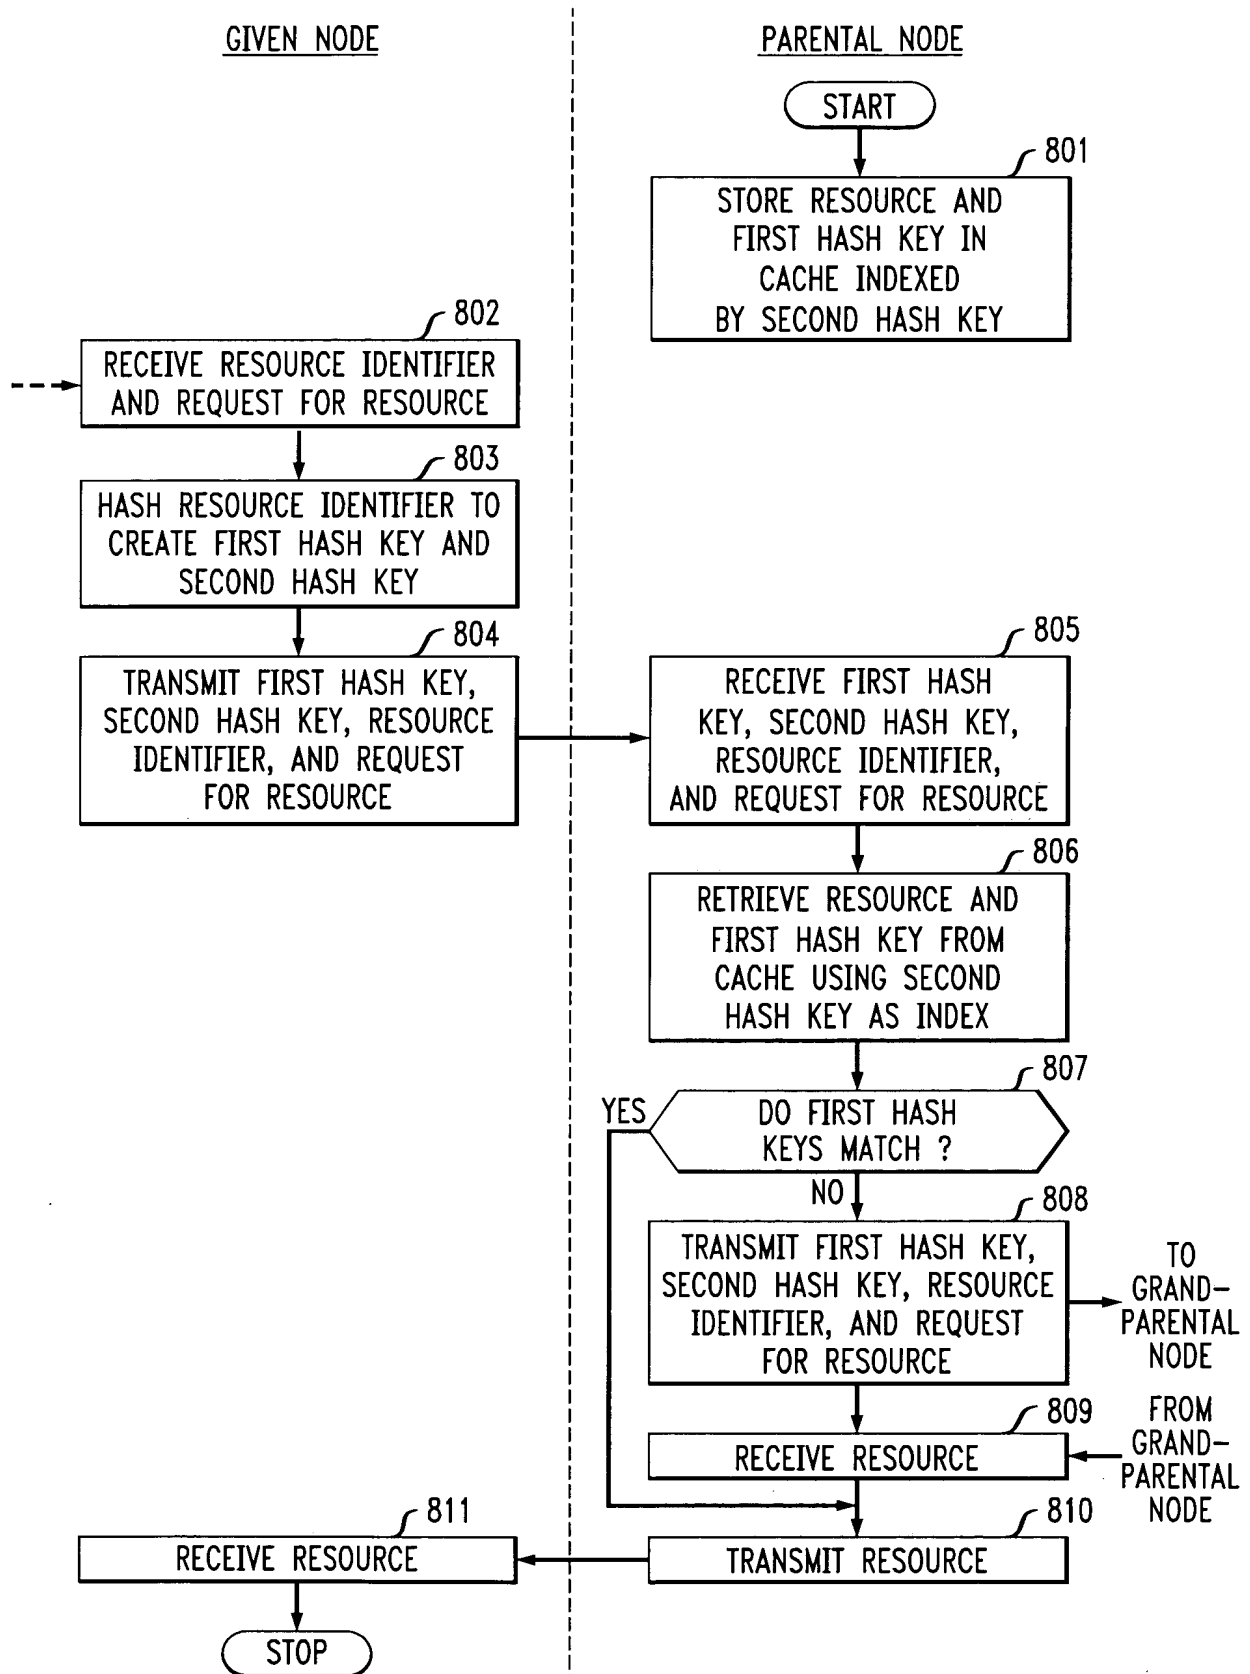 GIVEN NODE
PARENTAL NODE
START
801
STORE RESOURCE AND
FIRST HASH KEY IN
CACHE INDEXED
BY SECOND HASH KEY
802
RECEIVE RESOURCE IDENTIFIER
AND REQUEST FOR RESOURCE
803
HASH RESOURCE IDENTIFIER TO
CREATE FIRST HASH KEY AND
SECOND HASH KEY
804
TRANSMIT FIRST HASH KEY,
SECOND HASH KEY, RESOURCE
IDENTIFIER, AND REQUEST
FOR RESOURCE
805
RECEIVE FIRST HASH
KEY, SECOND HASH KEY,
RESOURCE IDENTIFIER,
AND REQUEST FOR RESOURCE
806
RETRIEVE RESOURCE AND
FIRST HASH KEY FROM
CACHE USING SECOND
HASH KEY AS INDEX
807
YES
DO FIRST HASH
KEYS MATCH ?
NO
808
TRANSMIT FIRST HASH KEY,
SECOND HASH KEY, RESOURCE
IDENTIFIER, AND REQUEST
FOR RESOURCE
TO
GRAND-
PARENTAL
NODE
809
RECEIVE RESOURCE
FROM
GRAND-
PARENTAL
NODE
810
TRANSMIT RESOURCE
811
RECEIVE RESOURCE
STOP